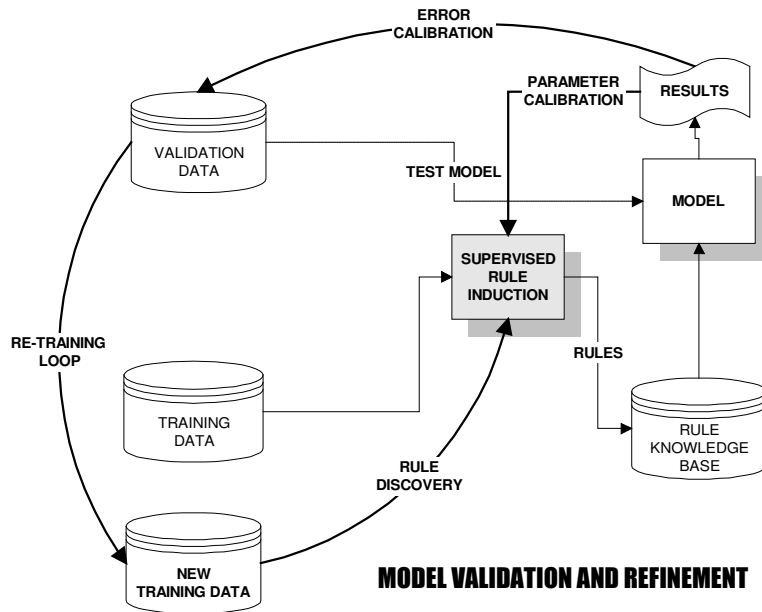 ERROR
CALIBRATION
PARAMETER
CALIBRATION
RESULTS
VALIDATION
DATA
TEST MODEL
MODEL
SUPERVISED
RULE
INDUCTION
RE-TRAINING
LOOP
RULES
TRAINING
DATA
RULE
KNOWLEDGE
BASE
RULE
DISCOVERY
NEW
TRAINING DATA
MODEL VALIDATION AND REFINEMENT